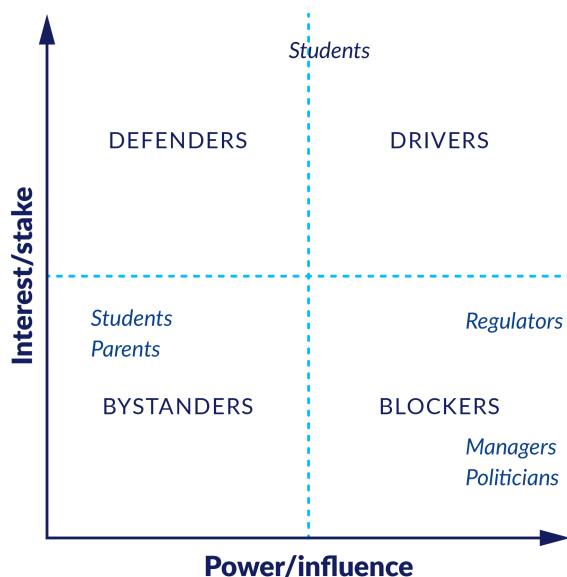 Students
DEFENDERS
DRIVERS
Interest/stake
Students
Parents
Regulators
BYSTANDERS
BLOCKERS
Managers
Politicians
Power/influence